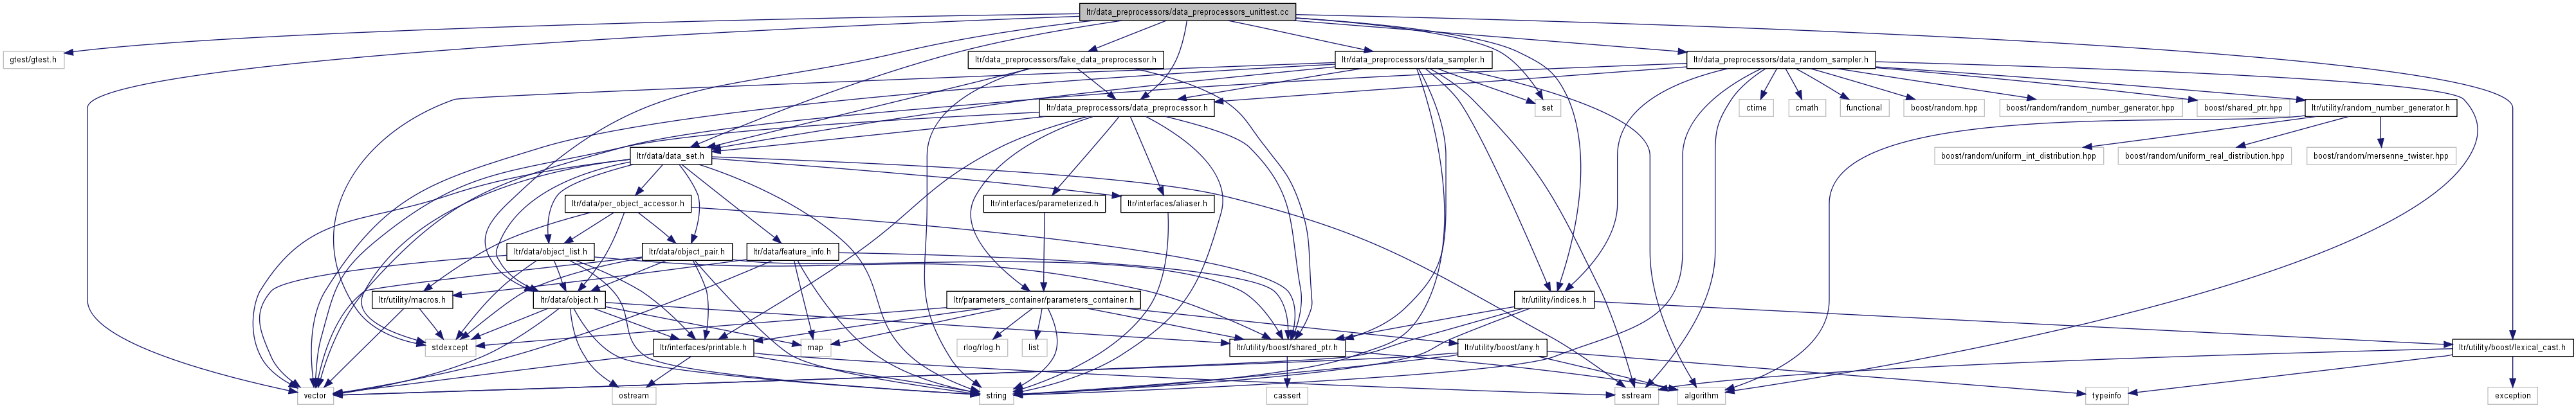 ltr/data_preprocessors/data_preprocessors_unittest.cc
gtest/gtest.h
ltr/data_preprocessors/fake_data_preprocessor.h
ltr/data_preprocessors/data_sampler.h
ltr/data_preprocessors/data_random_sampler.h
ltr/data_preprocessors/data_preprocessor.h
set
ctime
cmath
functional
boost/random.hpp
boost/random/random_number_generator.hpp
boost/shared_ptr.hpp
ltr/utility/random_number_generator.h
ltr/data/data_set.h
boost/random/uniform_int_distribution.hpp
boost/random/uniform_real_distribution.hpp
boost/random/mersenne_twister.hpp
ltr/data/per_object_accessor.h
ltr/interfaces/parameterized.h
ltr/interfaces/aliaser.h
ltr/data/object_list.h
ltr/data/object_pair.h
ltr/data/feature_info.h
ltr/utility/macros.h
ltr/data/object.h
ltr/parameters_container/parameters_container.h
ltr/utility/indices.h
stdexcept
ltr/interfaces/printable.h
map
rlog/rlog.h
list
ltr/utility/boost/shared_ptr.h
ltr/utility/boost/any.h
ltr/utility/boost/lexical_cast.h
vector
ostream
string
cassert
sstream
algorithm
typeinfo
exception